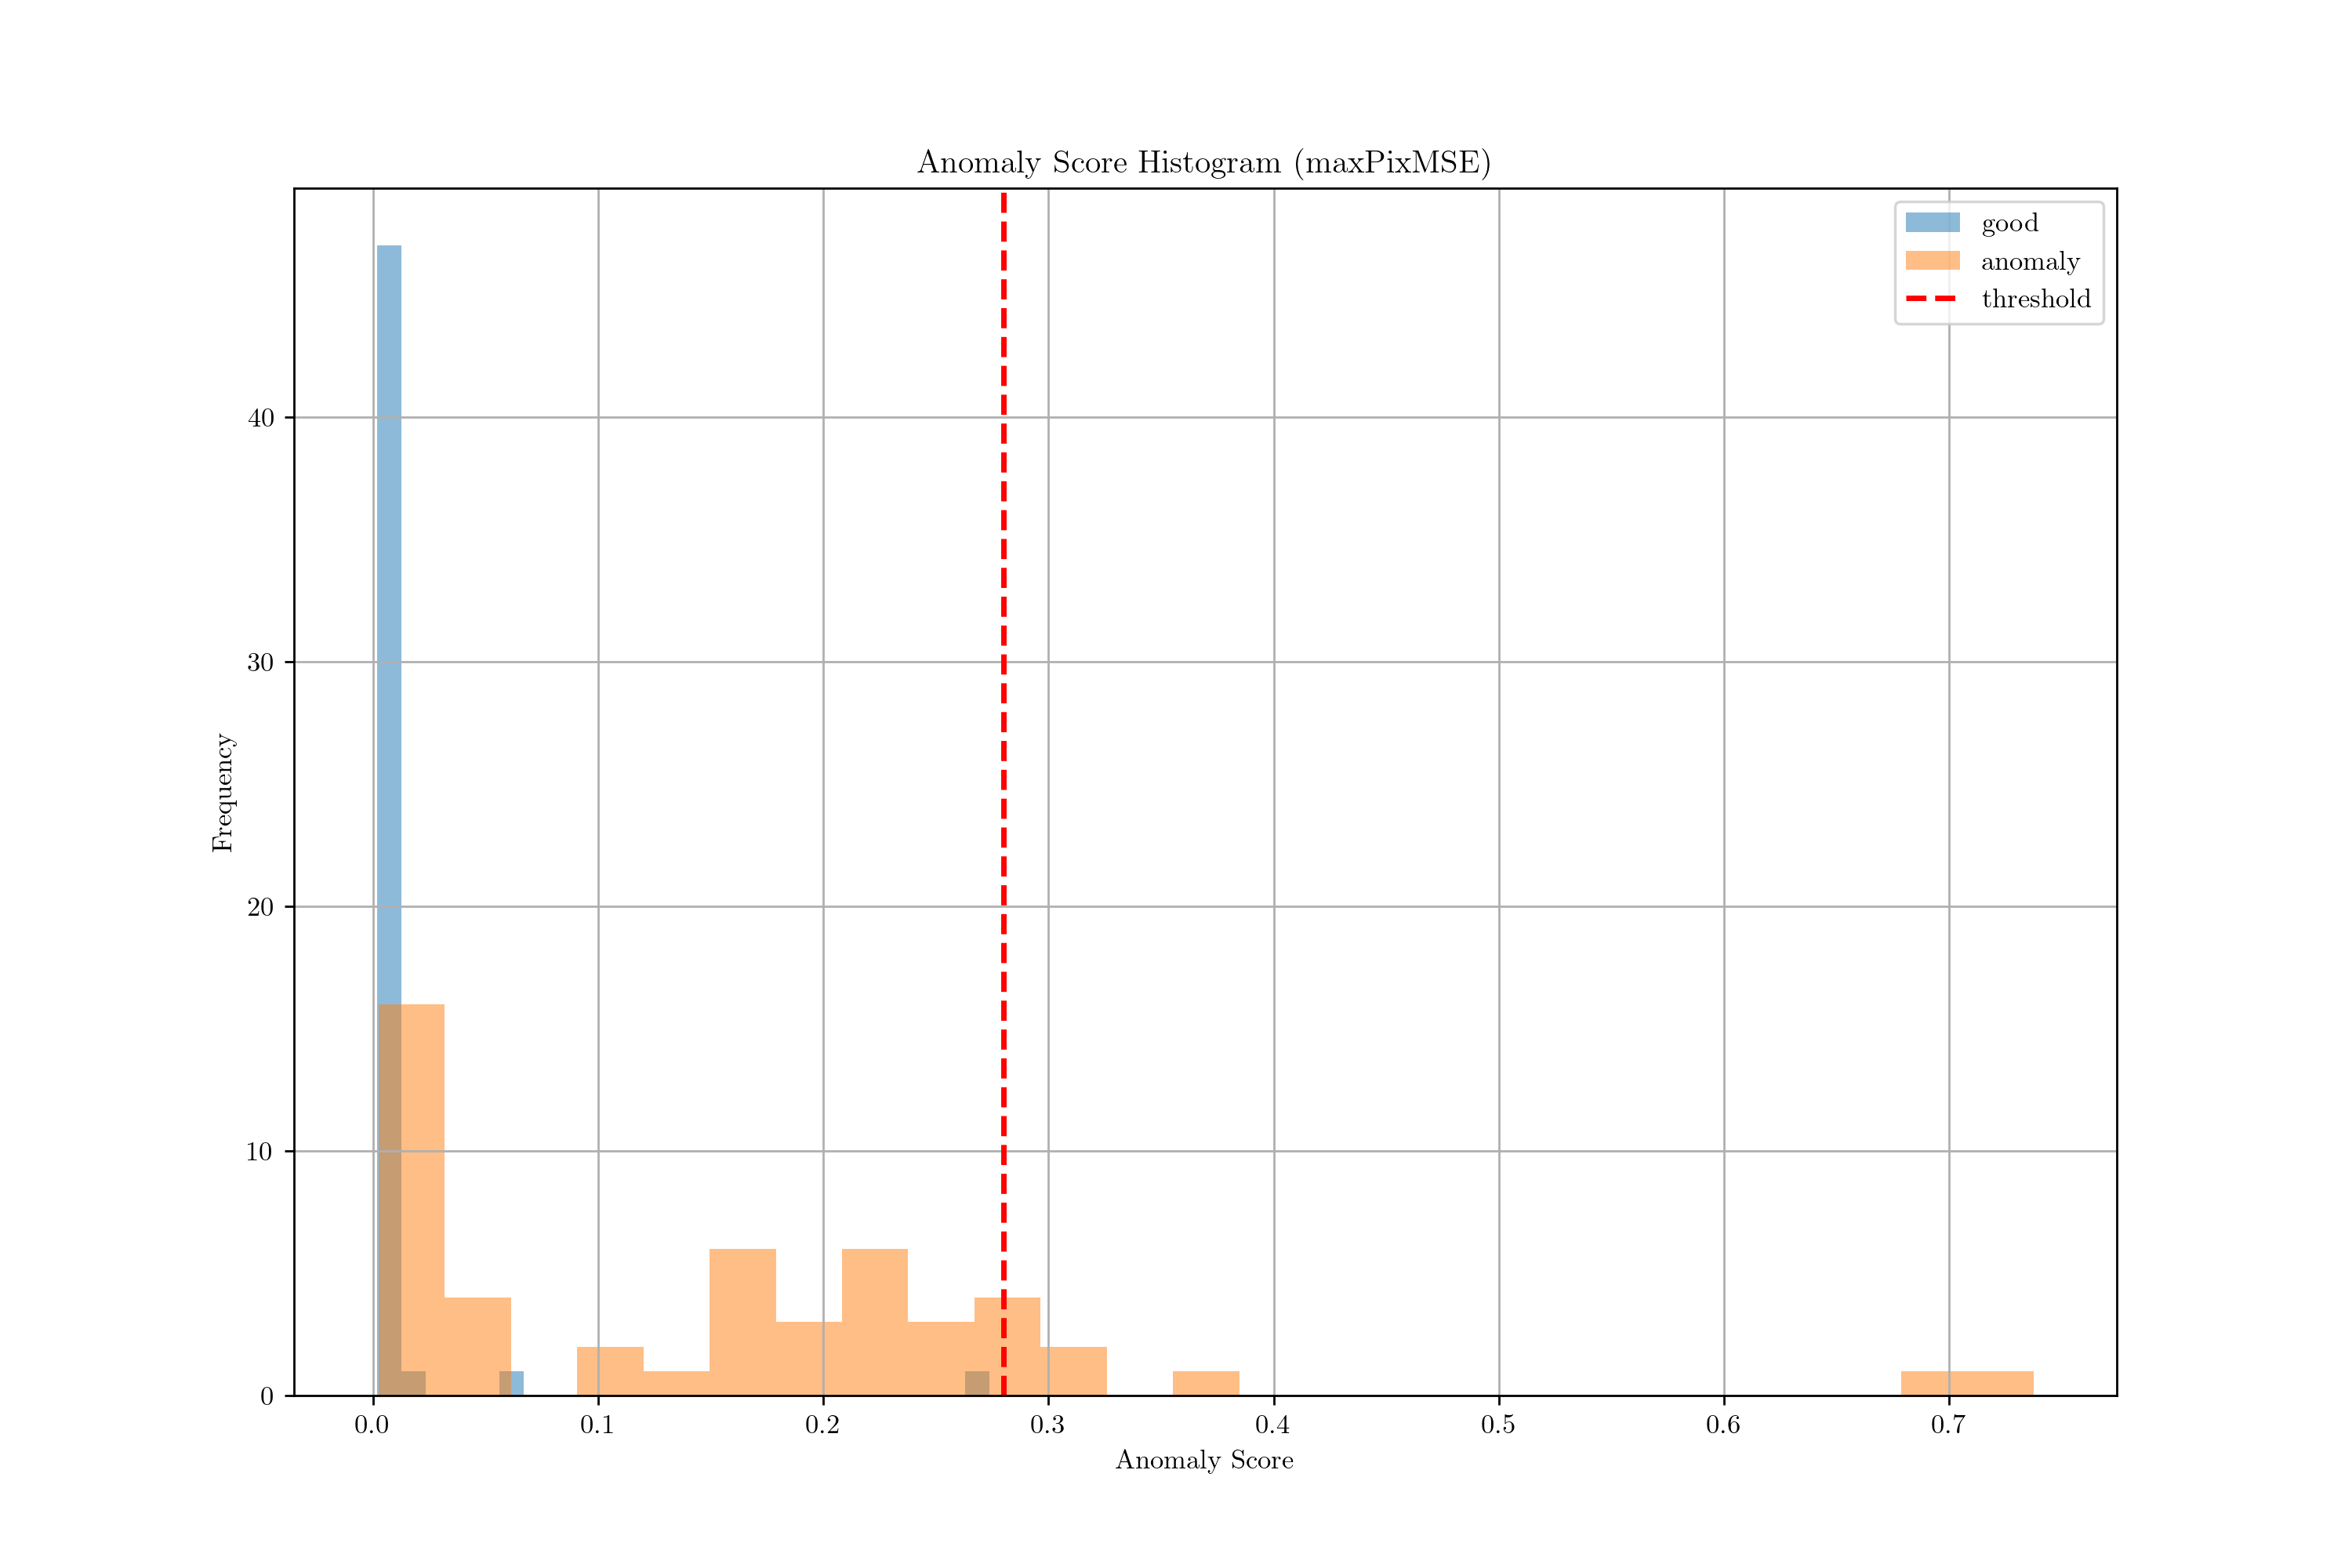 Anomaly Score Histogram (maxPixMSE)
good
anomaly
threshold
40
30
20
10
0
Frequency
0.0 0.1 0.2 0.3 0.4 0.5 0.6 0.7
Anomaly Score